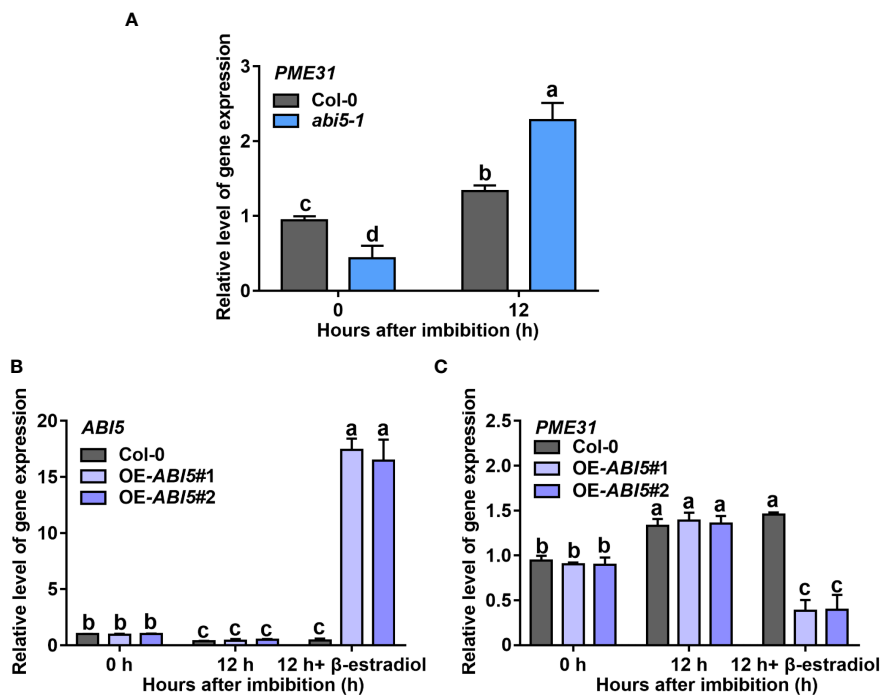 A
Relative level of gene expression
3
2
1
0
PME31
Col-0
abi5-1
c
d
b
a
0
12
Hours after imbibition (h)
B
Relative level of gene expression
20
15
10
5
0
ABI5
Col-0
OE-ABI5#1
OE-ABI5#2
b b b
c c c
c a a
0 h
12 h
12 h+ β-estradiol
Hours after imbibition (h)
C
Relative level of gene expression
2.5
2.0
1.5
1.0
0.5
0
PME31
Col-0
OE-ABI5#1
OE-ABI5#2
b b b
a a a
a c c
0 h
12 h
12 h+ β-estradiol
Hours after imbibition (h)